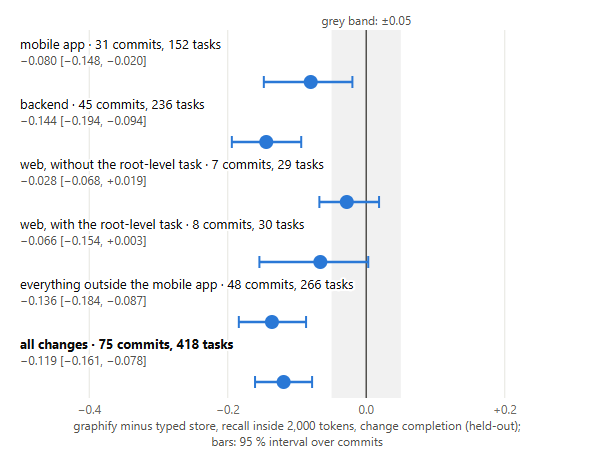 grey band: ±0.05
mobile app · 31 commits, 152 tasks
−0.080 [−0.148, −0.020]
backend · 45 commits, 236 tasks
−0.144 [−0.194, −0.094]
web, without the root-level task · 7 commits, 29 tasks
−0.028 [−0.068, +0.019]
web, with the root-level task · 8 commits, 30 tasks
−0.066 [−0.154, +0.003]
everything outside the mobile app · 48 commits, 266 tasks
−0.136 [−0.184, −0.087]
all changes · 75 commits, 418 tasks
−0.119 [−0.161, −0.078]
−0.4 −0.2 0.0 +0.2
graphify minus typed store, recall inside 2,000 tokens, change completion (held-out);
bars: 95 % interval over commits